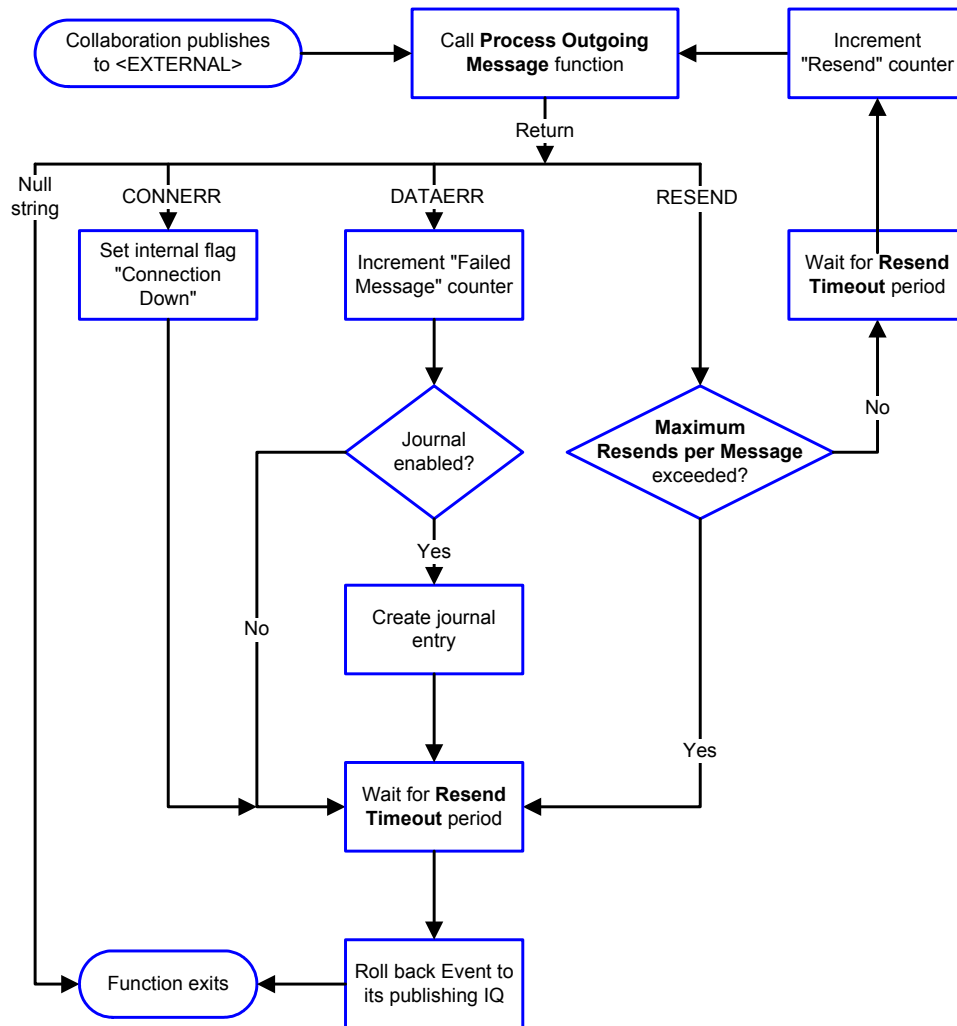 Collaboration publishes
to <EXTERNAL>
Call Process Outgoing
Message function
Increment
"Resend" counter
Return
Null
string
CONNERR
DATAERR
RESEND
Set internal flag
"Connection
Down"
Increment "Failed
Message" counter
Wait for Resend
Timeout period
No
Journal
enabled?
Maximum
Resends per Message
exceeded?
Yes
No
Create journal
entry
Yes
Wait for Resend
Timeout period
Function exits
Roll back Event to
its publishing IQ